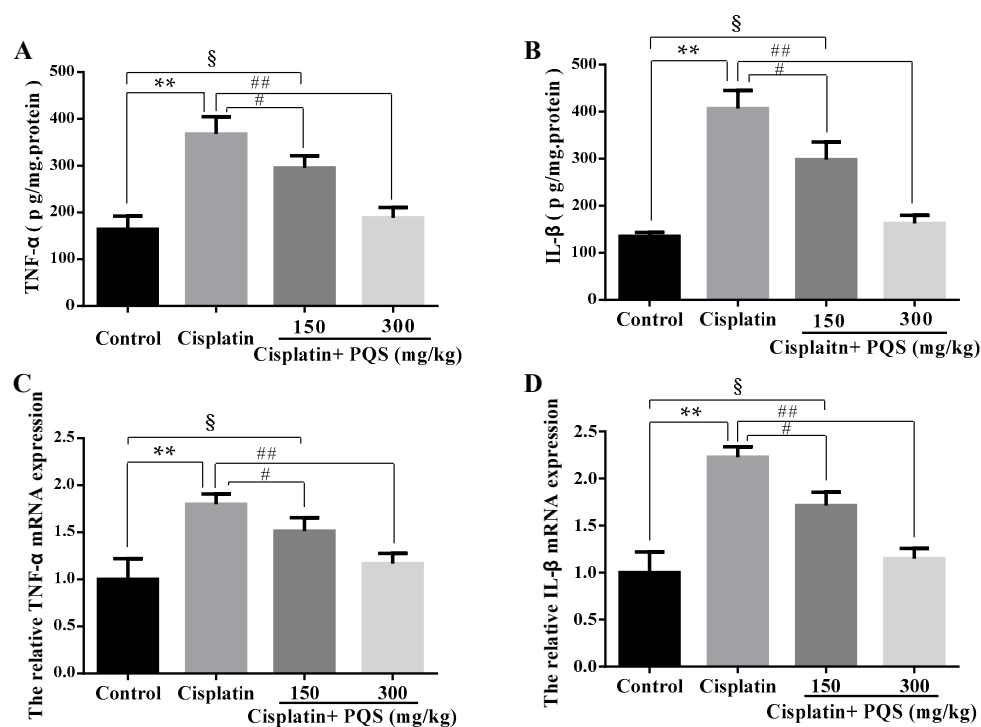 A
TNF-α ( p g/mg.protein )
500
400
300
200
100
0
§
**
##
#
Control
Cisplatin
150
300
Cisplatin+ PQS (mg/kg)
B
IL-β ( p g/mg.protein )
500
400
300
200
100
0
§
**
##
#
Control
Cisplatin
150
300
Cisplaitn+ PQS (mg/kg)
C
The relative TNF-α mRNA expression
2.5
2.0
1.5
1.0
0.5
0.0
§
**
##
#
Control
Cisplatin
150
300
Cisplatin+ PQS (mg/kg)
D
The relative IL-β mRNA expression
2.5
2.0
1.5
1.0
0.5
0.0
§
**
##
#
Control
Cisplatin
150
300
Cisplatin+ PQS (mg/kg)